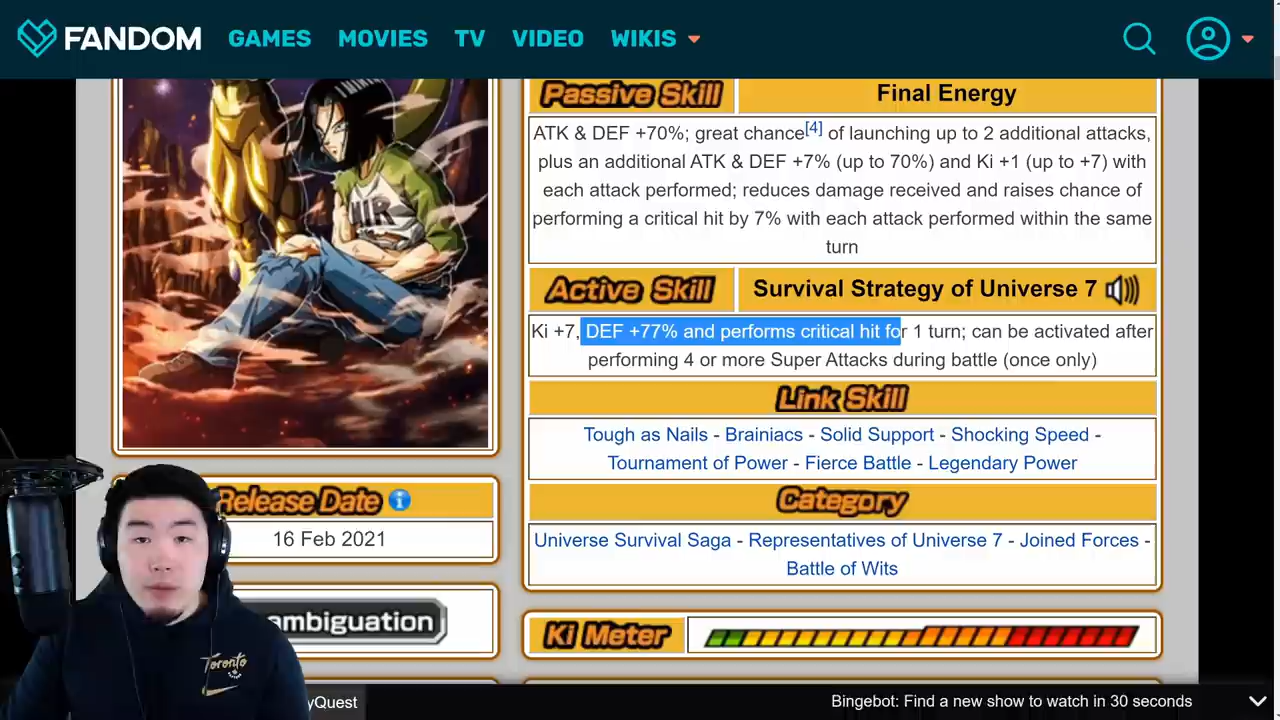 FANDOM GAMES MOVIES TV VIDEO WIKIS
Passive Skill Final Energy
ATK & DEF +70%; great chance[4] of launching up to 2 additional attacks,
plus an additional ATK & DEF +7% (up to 70%) and Ki +1 (up to +7) with
each attack performed; reduces damage received and raises chance of
performing a critical hit by 7% with each attack performed within the same
turn
Active Skill Survival Strategy of Universe 7
Ki +7, DEF +77% and performs critical hit for 1 turn; can be activated after
performing 4 or more Super Attacks during battle (once only)
Link Skill
Tough as Nails - Brainiacs - Solid Support - Shocking Speed -
Tournament of Power - Fierce Battle - Legendary Power
Category
Universe Survival Saga - Representatives of Universe 7 - Joined Forces -
Battle of Wits
Ki Meter
Release Date
16 Feb 2021
ambiguation
Toronto
yQuest
Bingebot: Find a new show to watch in 30 seconds